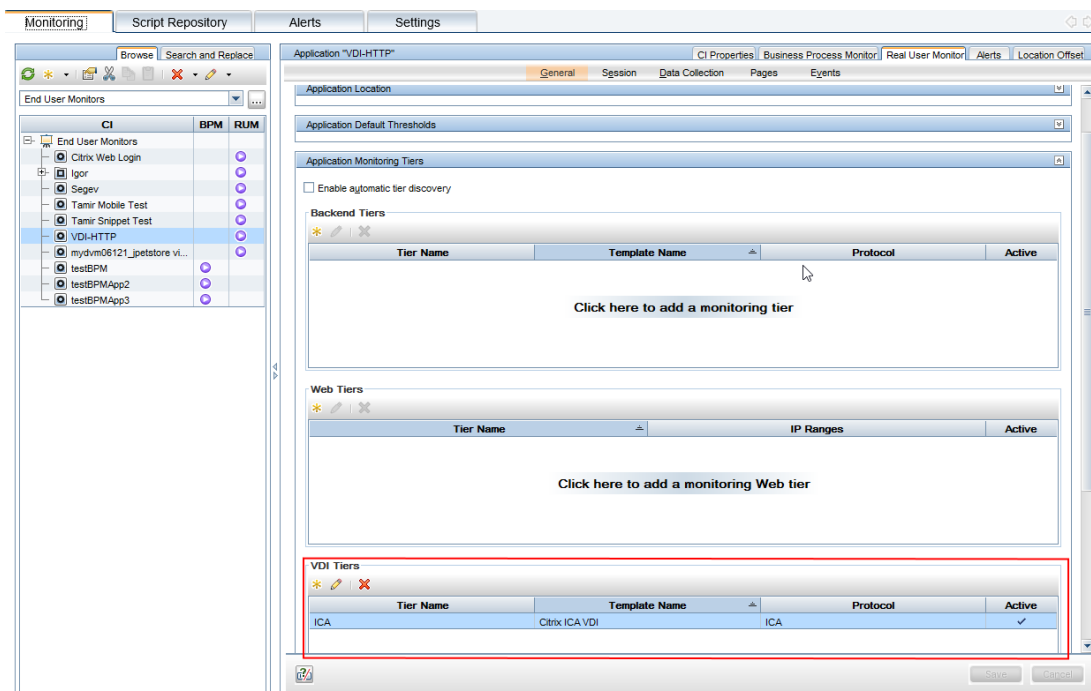 Monitoring Script Repository Alerts Settings
Browse Search and Replace
End User Monitors
...
CI BPM RUM
End User Monitors
Citrix Web Login
Igor
Segev
Tamir Mobile Test
Tamir Snippet Test
VDI-HTTP
mydvm06121_jpetstore vi...
testBPM
testBPMApp2
testBPMApp3
Application "VDI-HTTP" CI Properties Business Process Monitor Real User Monitor Alerts Location Offset
General Session Data Collection Pages Events
Application Location
Application Default Thresholds
Application Monitoring Tiers
Enable automatic tier discovery
Backend Tiers
Tier Name Template Name Protocol Active
Click here to add a monitoring tier
Web Tiers
Tier Name IP Ranges Active
Click here to add a monitoring Web tier
VDI Tiers
Tier Name Template Name Protocol Active
ICA Citrix ICA VDI ICA
Save Cancel